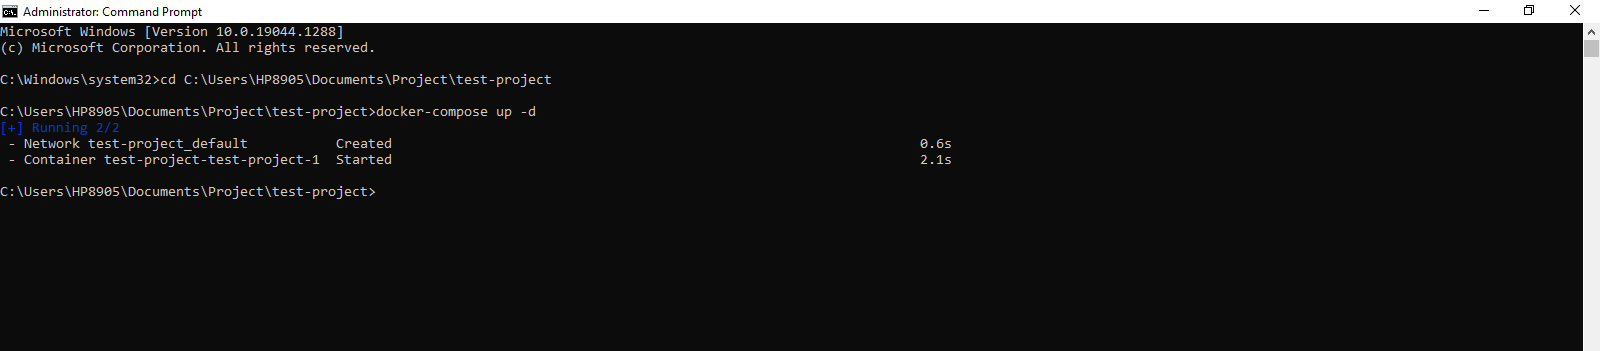 Administrator: Command Prompt
Microsoft Windows [Version 10.0.19044.1288]
(c) Microsoft Corporation. All rights reserved.
C:\Windows\system32>cd C:\Users\HP8905\Documents\Project\test-project
C:\Users\HP8905\Documents\Project\test-project>docker-compose up -d
[+] Running 2/2
- Network test-project_default Created 0.6s
- Container test-project-test-project-1 Started 2.1s
C:\Users\HP8905\Documents\Project\test-project>